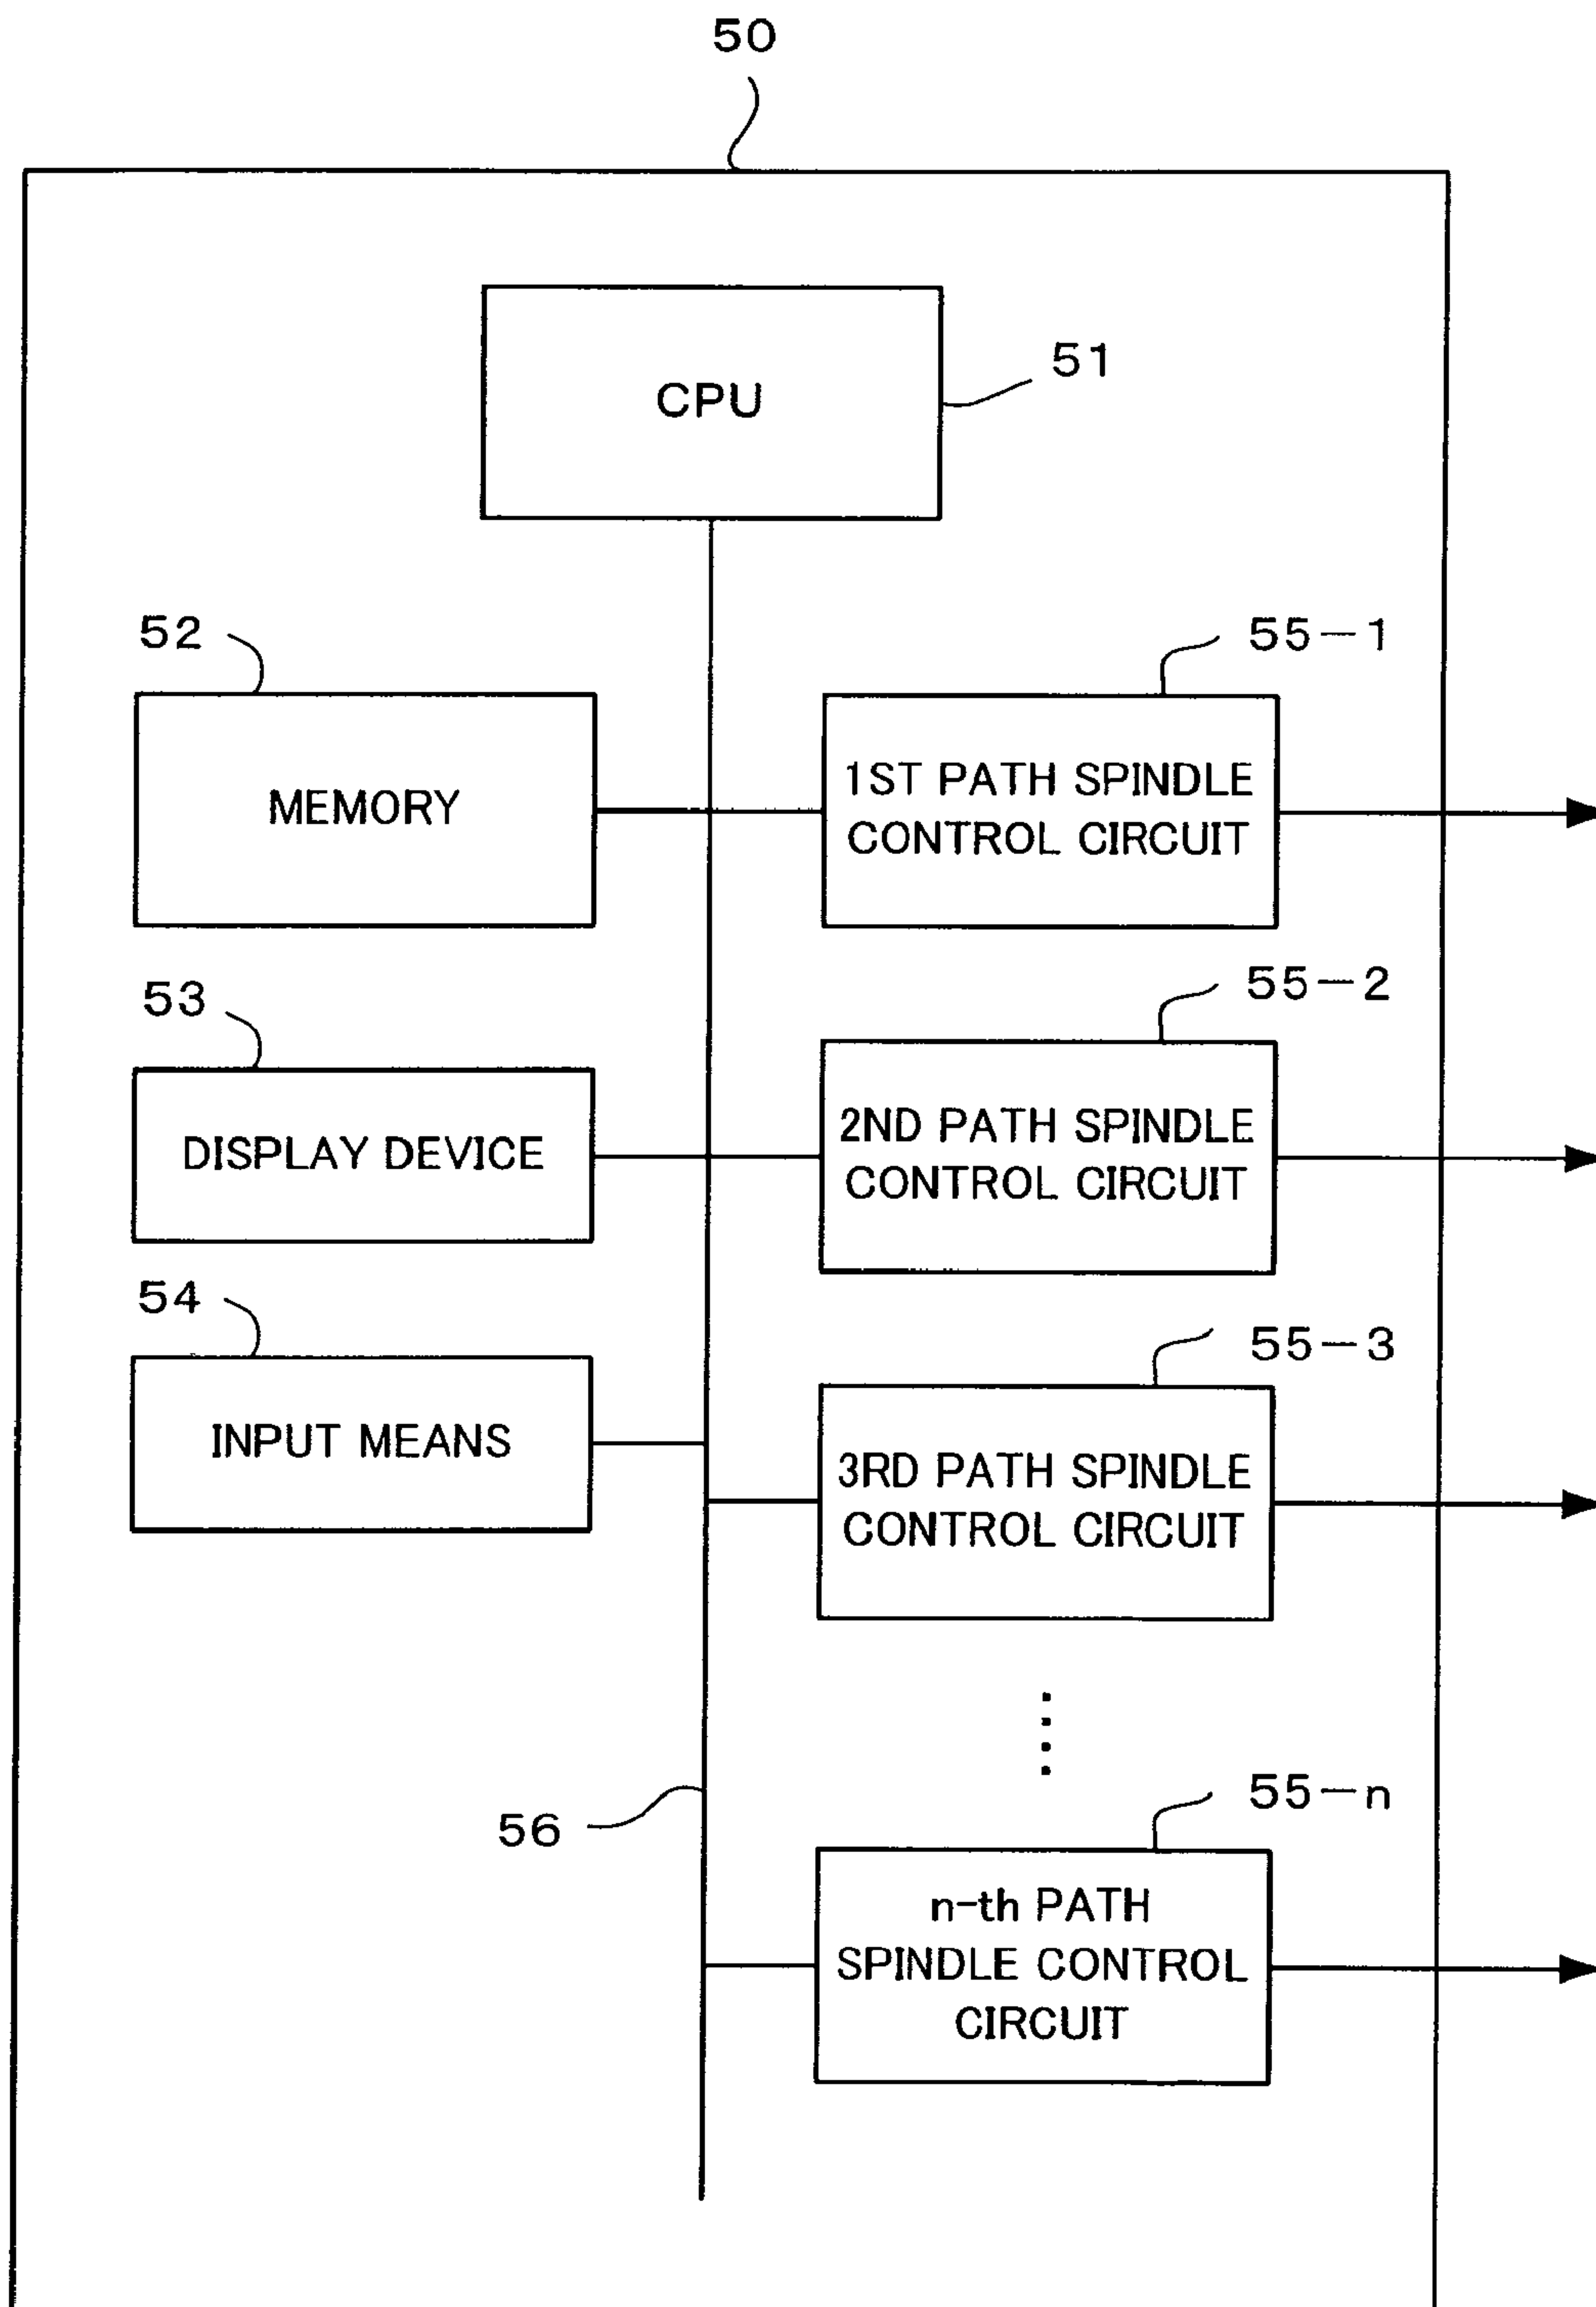 50
CPU
51
52
55-1
MEMORY
1ST PATH SPINDLE
CONTROL CIRCUIT
53
55-2
DISPLAY DEVICE
2ND PATH SPINDLE
CONTROL CIRCUIT
54
55-3
INPUT MEANS
3RD PATH SPINDLE
CONTROL CIRCUIT
56
55-n
n-th PATH
SPINDLE CONTROL
CIRCUIT